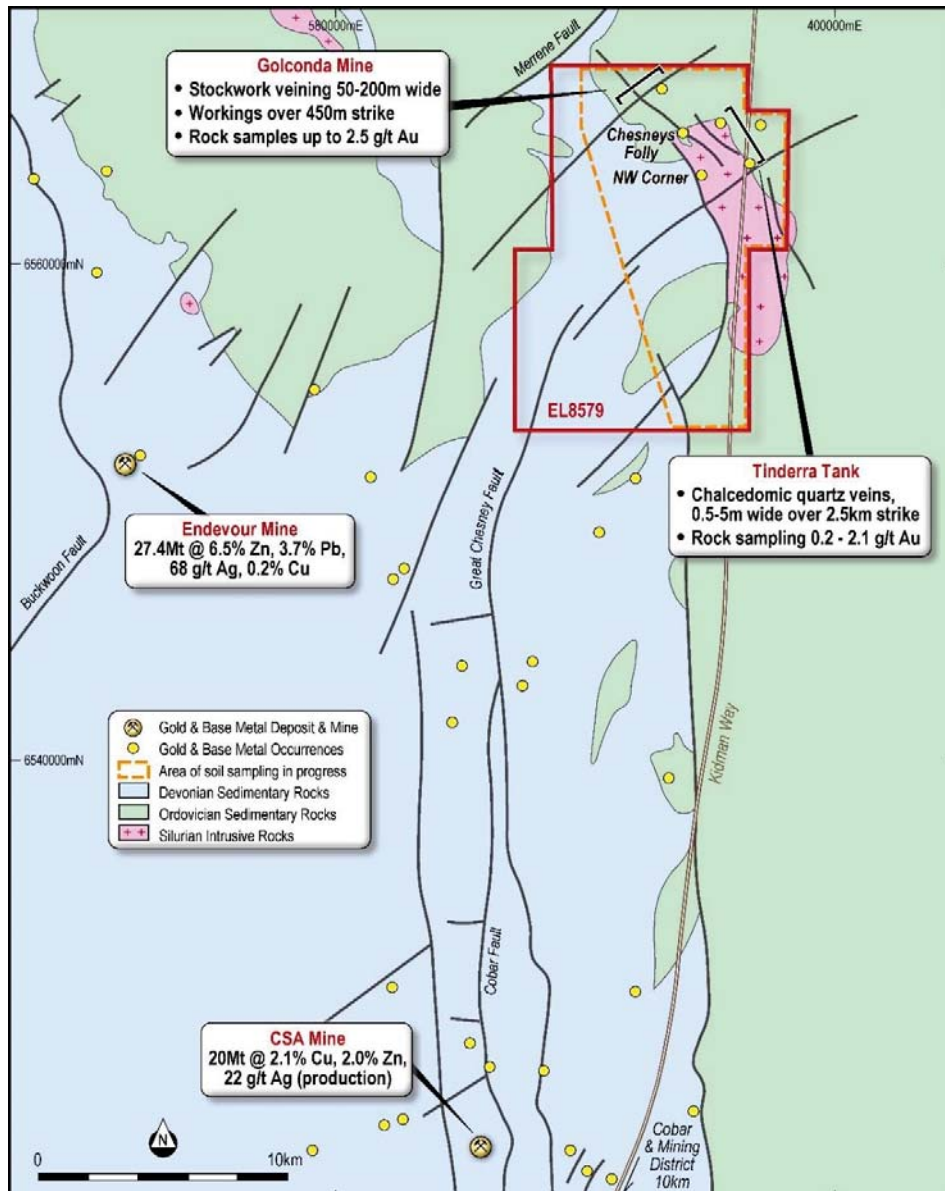 580000mE
400000mE
Merrene Fault
Golconda Mine
• Stockwork veining 50-200m wide
• Workings over 450m strike
• Rock samples up to 2.5 g/t Au
Chesneys
Folly
NW Corner
6560000mN
EL8579
Tinderra Tank
• Chalcedomic quartz veins,
0.5-5m wide over 2.5km strike
• Rock sampling 0.2 - 2.1 g/t Au
Endevour Mine
27.4Mt @ 6.5% Zn, 3.7% Pb,
68 g/t Ag, 0.2% Cu
Buckwoon Fault
Great Chesney Fault
Gold & Base Metal Deposit & Mine
Gold & Base Metal Occurrences
Area of soil sampling in progress
Devonian Sedimentary Rocks
Ordovician Sedimentary Rocks
Silurian Intrusive Rocks
6540000mN
Kidman Way
Cobar Fault
CSA Mine
20Mt @ 2.1% Cu, 2.0% Zn,
22 g/t Ag (production)
N
0
10km
Cobar
& Mining
District
10km